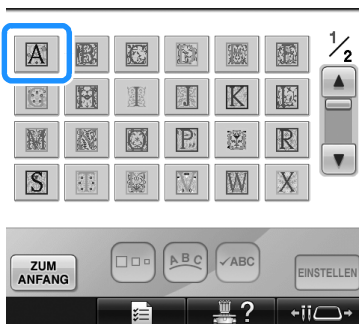 1/2
A B C D E F
G H I J K L
M N O P Q R
S T U V W X
ZUM ANFANG
ABC
✓ABC
EINSTELLEN
?